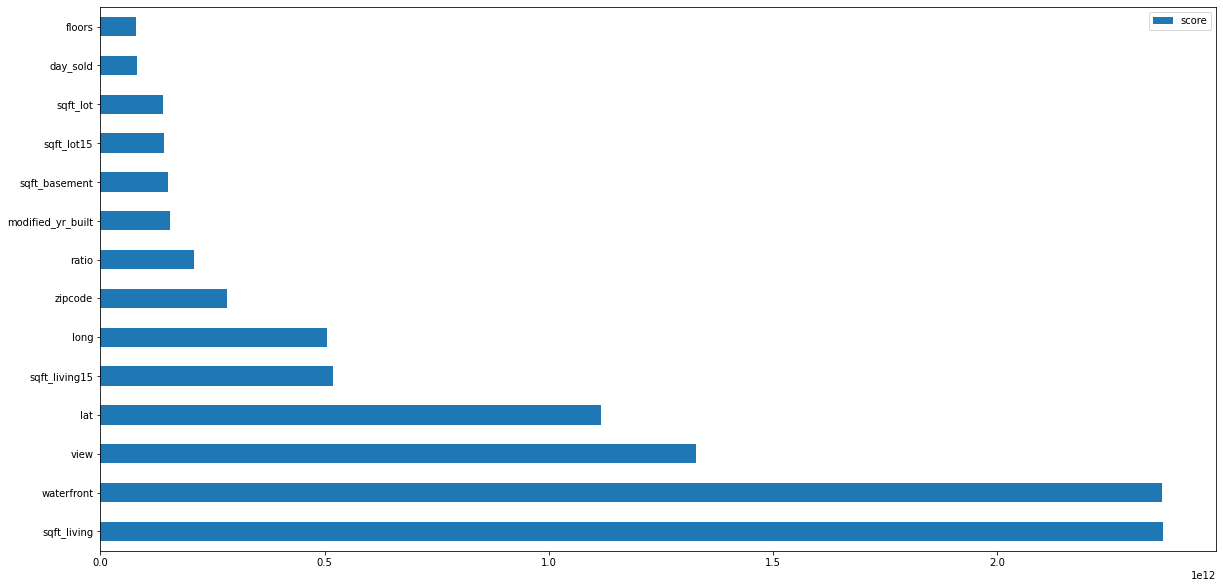 score
floors
day_sold
sqft_lot
sqft_lot15
sqft_basement
modified_yr_built
ratio
zipcode
long
sqft_living15
lat
view
waterfront
sqft_living
0.0 0.5 1.0 1.5 2.0
1e12